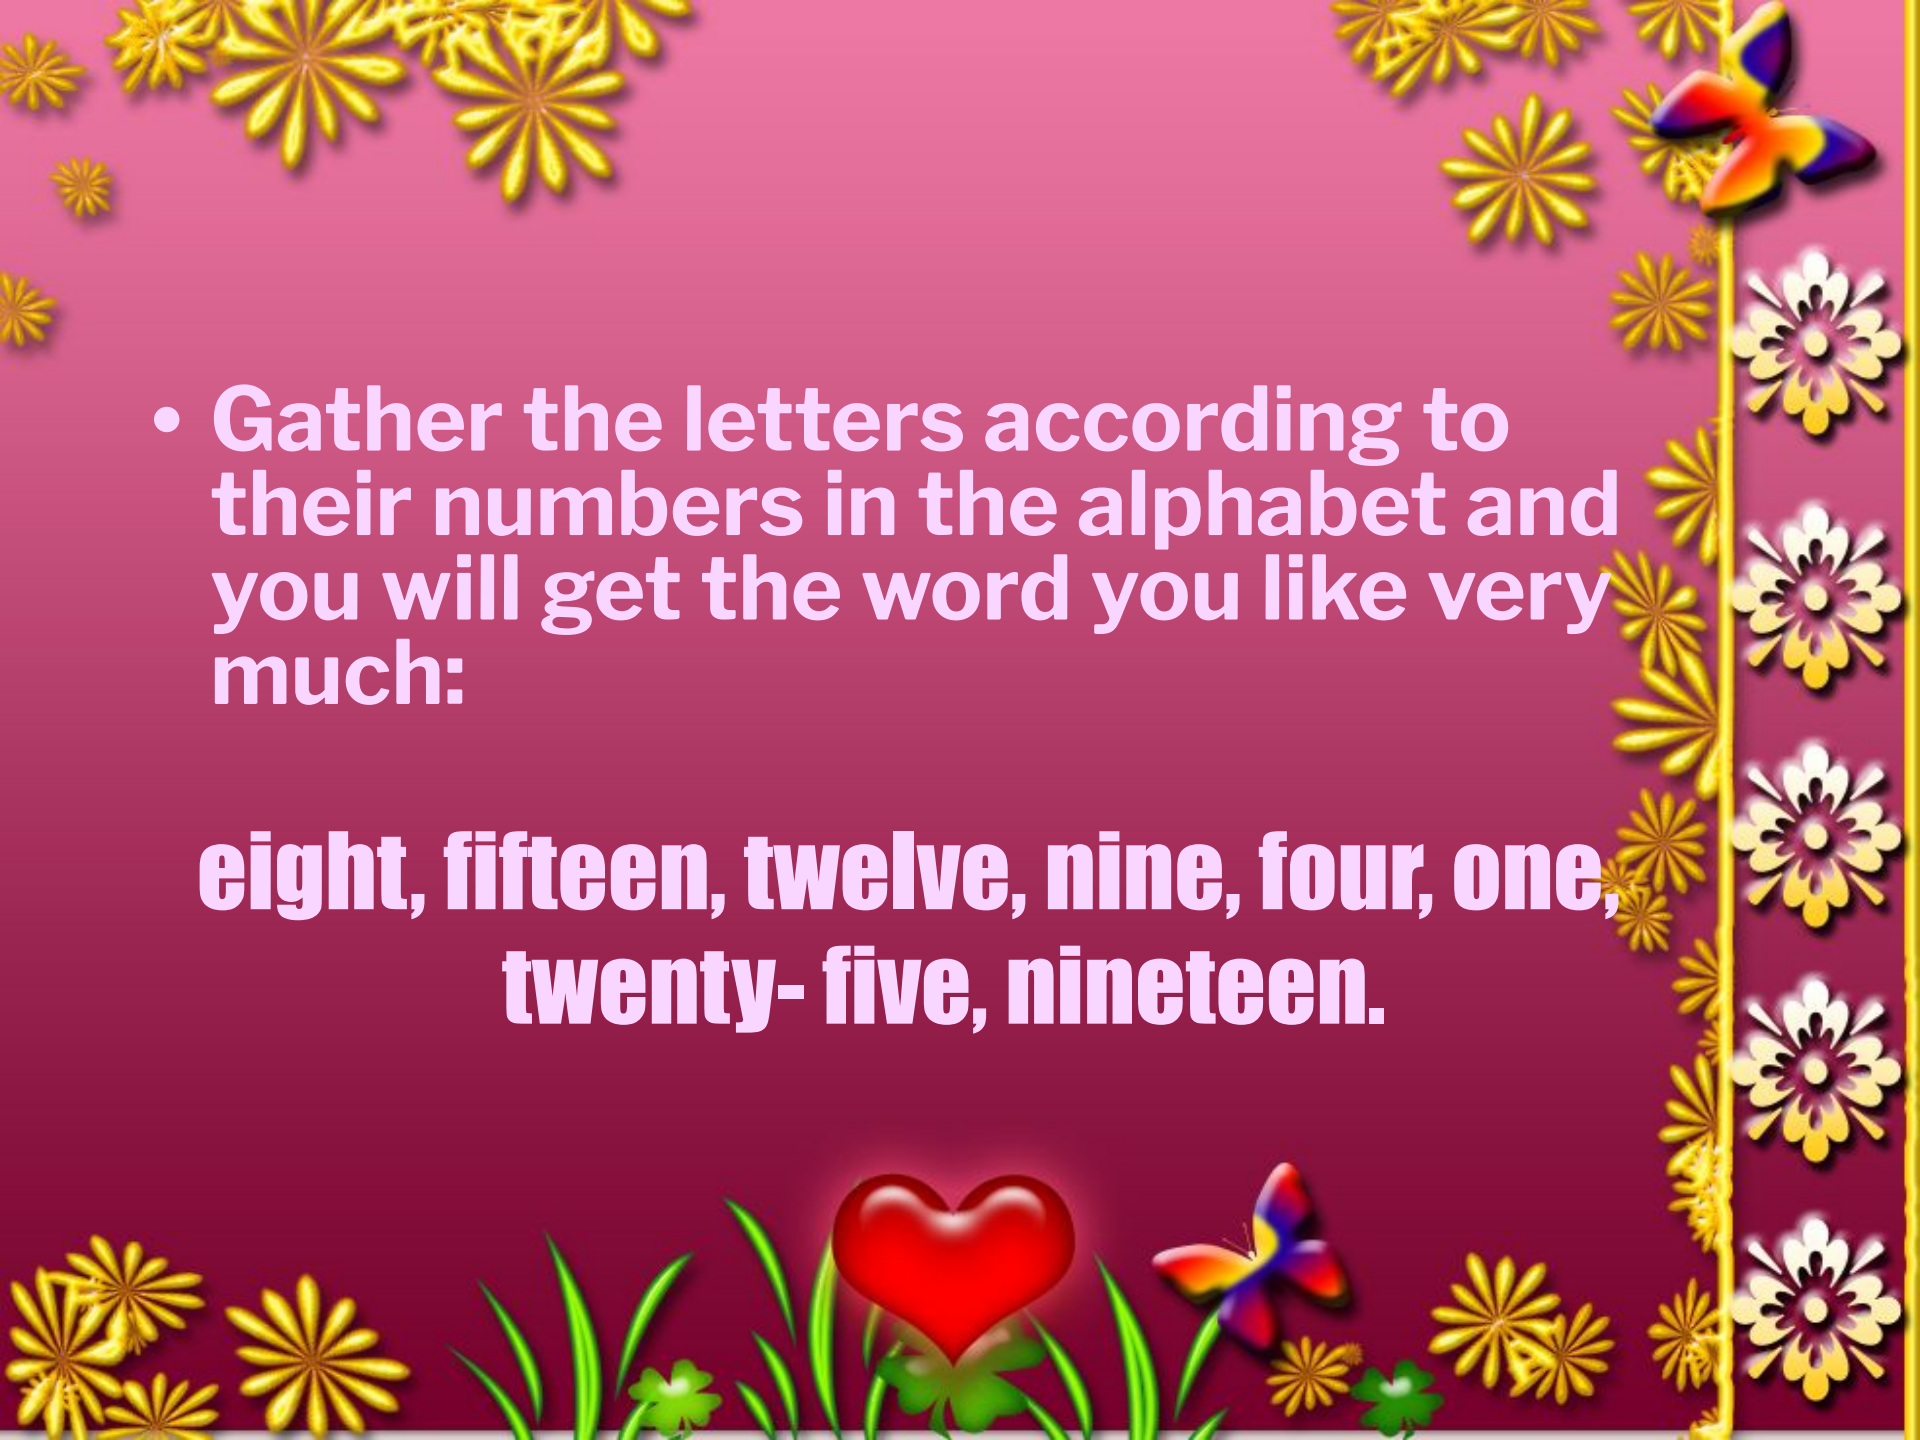 • Gather the letters according to
their numbers in the alphabet and
you will get the word you like very
much:
eight, fifteen, twelve, nine, four, one,
twenty- five, nineteen.